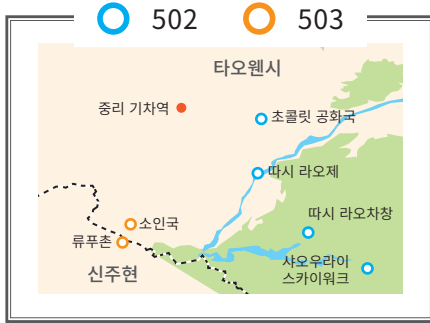 502 503
타오웬시
중리 기차역
초콜릿 공화국
따시 라오제
따시 라오차창
소인국
류푸촌
샤오우라이
스카이워크
신주현